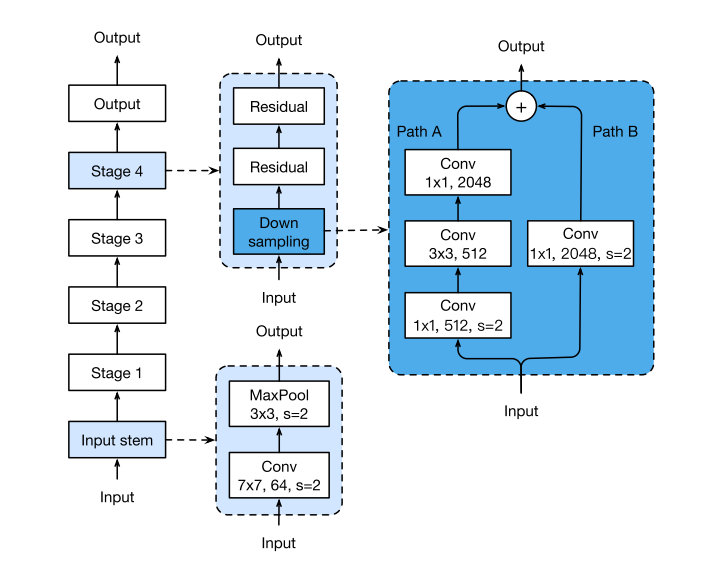 Output
Output
Stage 4
Stage 3
Stage 2
Stage 1
Input stem
Input
Output
Residual
Residual
Down
sampling
Input
Output
MaxPool
3x3, s=2
Conv
7x7, 64, s=2
Input
Output
+
Path A
Path B
Conv
1x1, 2048
Conv
3x3, 512
Conv
1x1, 512, s=2
Conv
1x1, 2048, s=2
Input